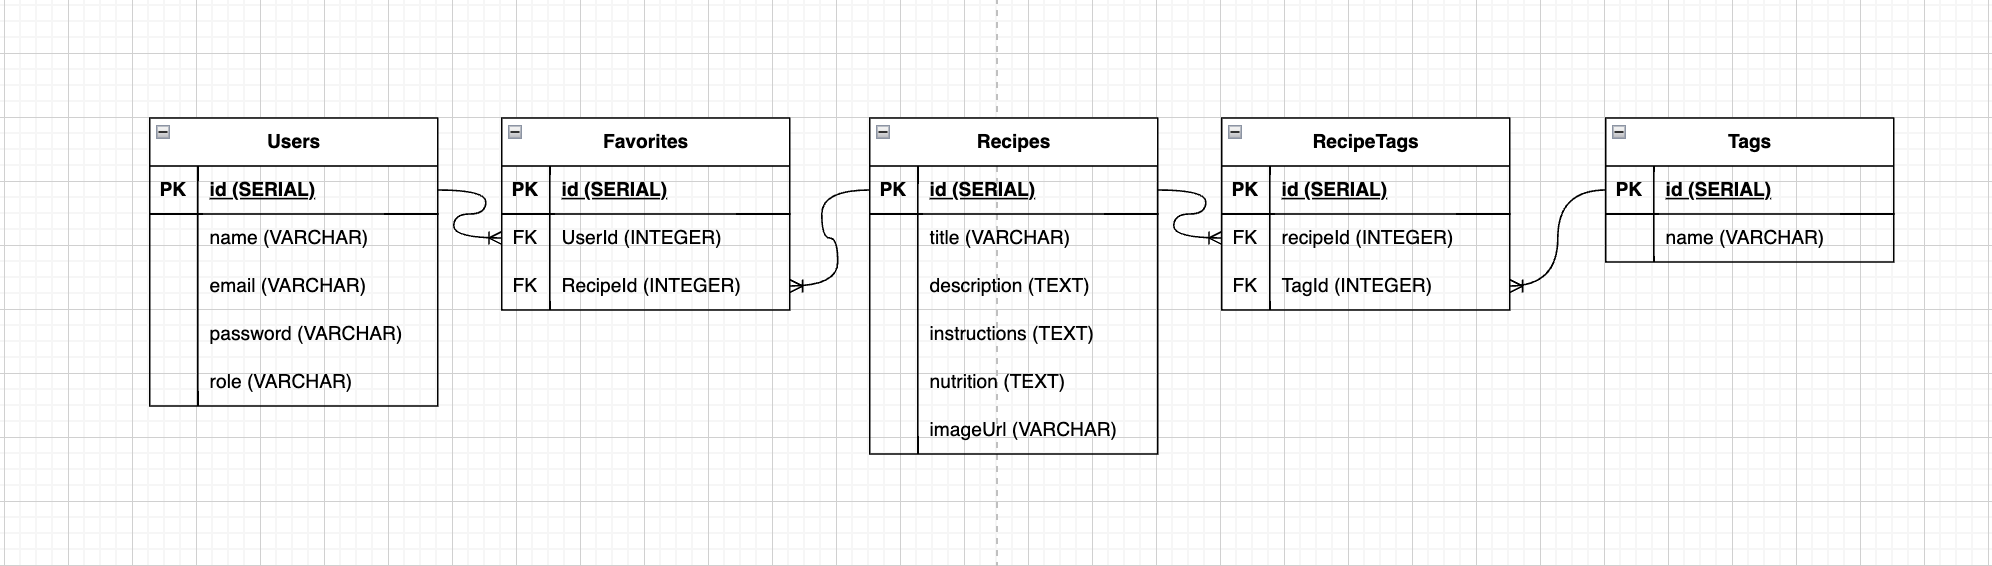 Users
PK id (SERIAL)
name (VARCHAR)
email (VARCHAR)
password (VARCHAR)
role (VARCHAR)
Favorites
PK id (SERIAL)
FK UserId (INTEGER)
FK RecipeId (INTEGER)
Recipes
PK id (SERIAL)
title (VARCHAR)
description (TEXT)
instructions (TEXT)
nutrition (TEXT)
imageUrl (VARCHAR)
RecipeTags
PK id (SERIAL)
FK recipeId (INTEGER)
FK TagId (INTEGER)
Tags
PK id (SERIAL)
name (VARCHAR)